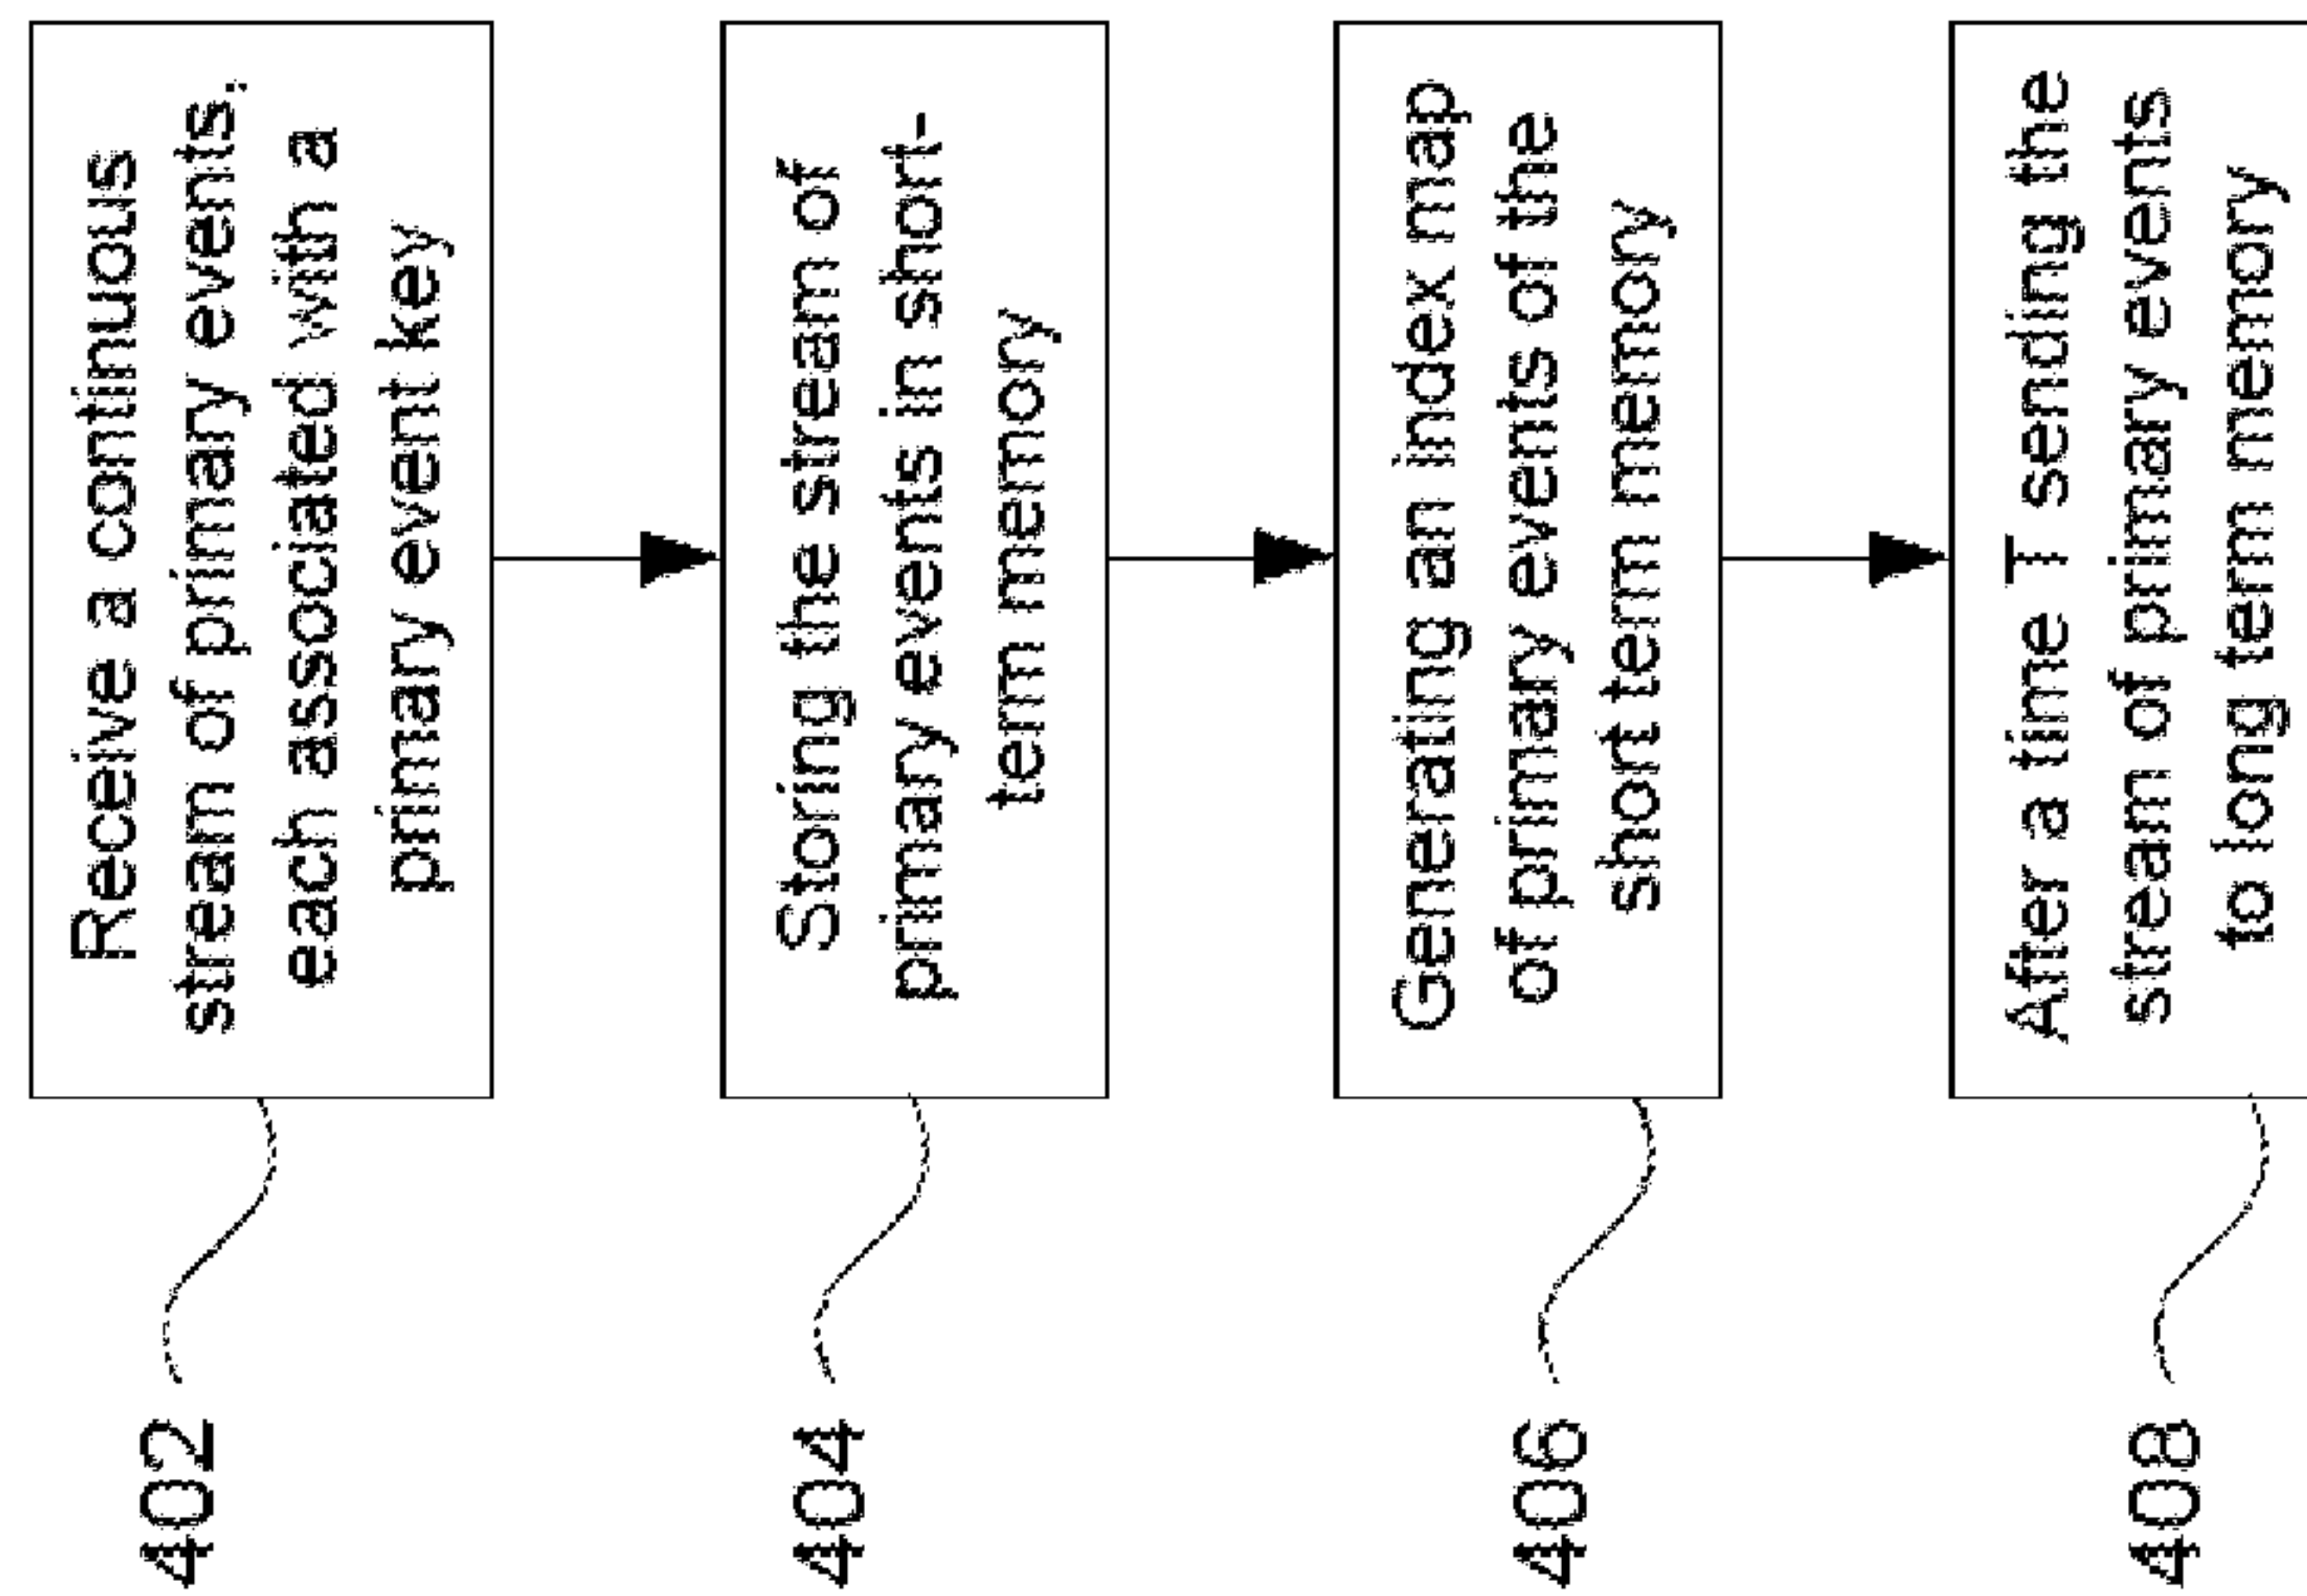 402
Receive a continuous
stream of primary events,
each associated with a
primary event key
404
Storing the stream of
primary events in short-
term memory
406
Generating an index map
of primary events of the
short term memory
408
After a time T sending the
stream of primary events
to long term memory